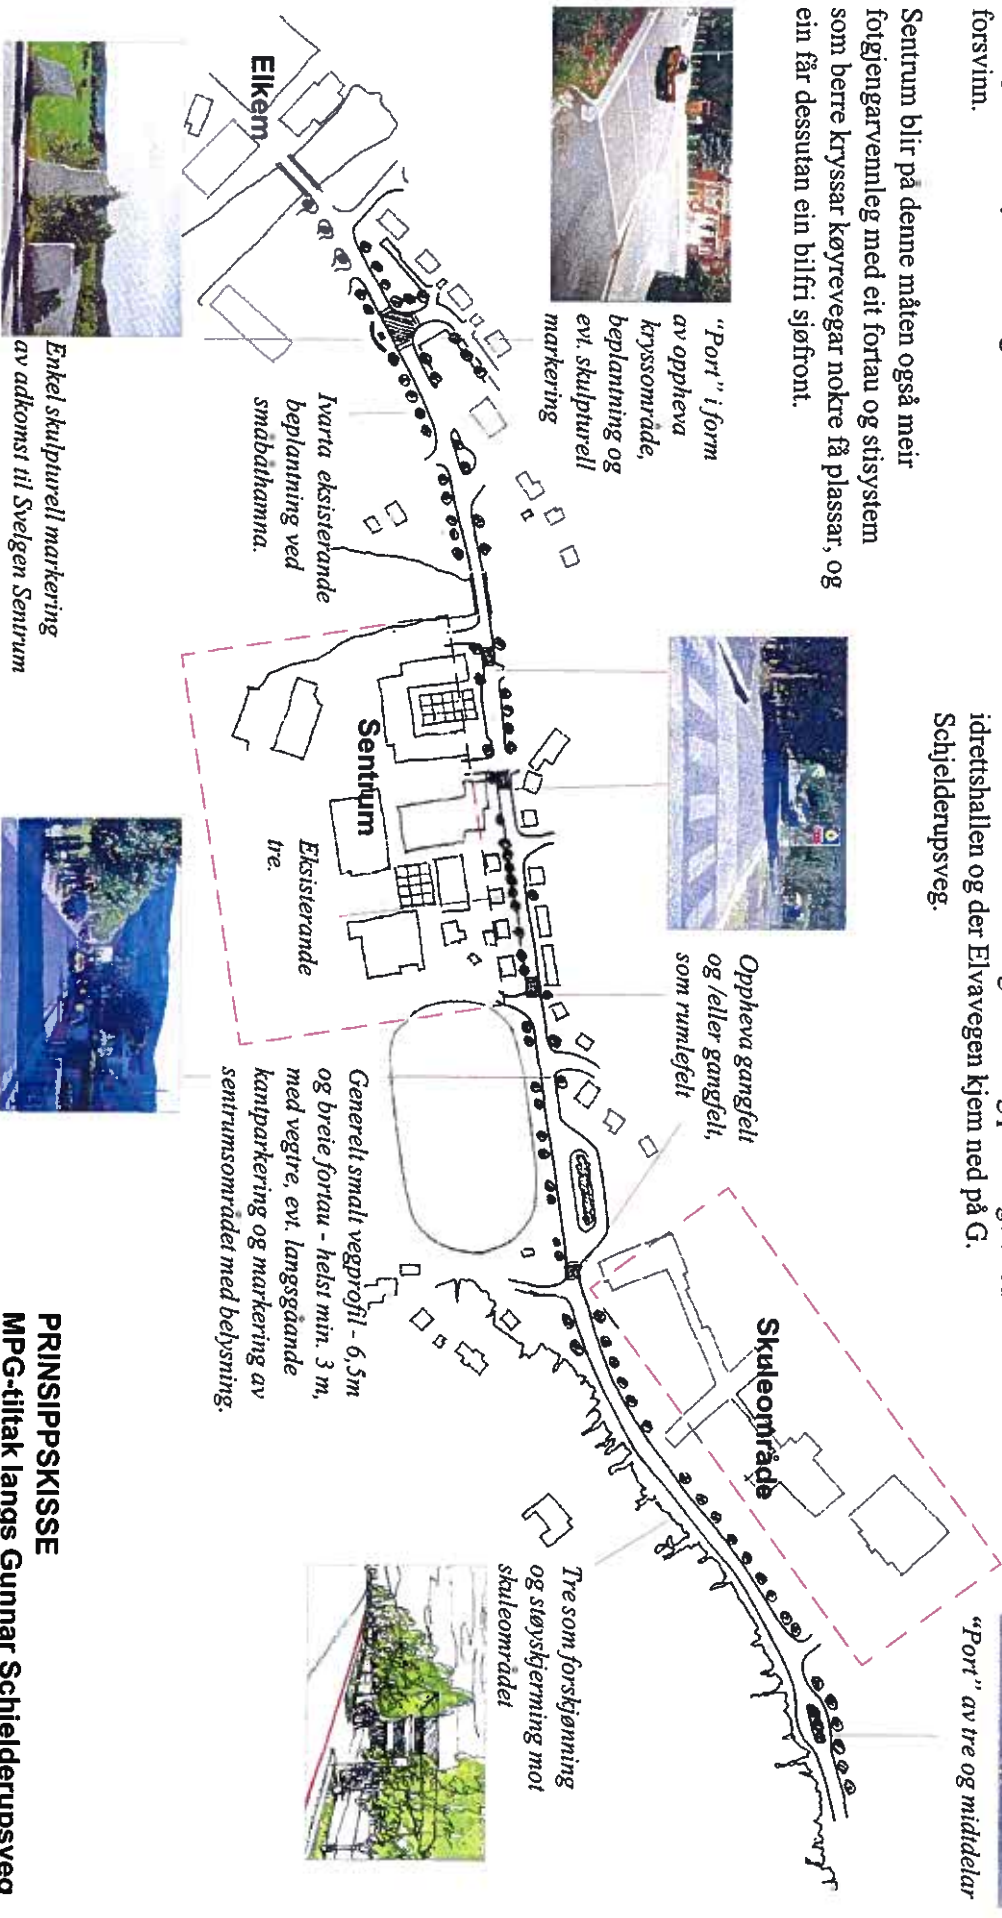 forsvinn.
Sentrum blir på denne måten også meir
fotgjengarvennleg med eit fortau og stisystem
som berre kryssar køyrevegar nokre få plassar, og
ein får dessutan ein bilfri sjøfront.
idrettshallen og der Elvavegen kjem ned på G.
Schjelderupsveg.
"Port" i form
av oppheva
kryssområde,
beplantning og
evt. skulpturell
markering
Oppheva gangfelt
og /eller gangfelt,
som rumlefelt
"Port" av tre og midtdelar
Elkem
Sentrum
Skuleområde
Ivarta eksisterande
beplantning ved
småbåthamna.
Eksisterande
tre.
Generelt smalt vegprofil - 6,5m
og breie fortau - helst min. 3 m,
med vegtre, evt. langsgåande
kantparkering og markering av
sentrumsområdet med belysning.
Tre som forskjønning
og støyskjerming mot
skuleområdet
Enkel skulpturell markering
av adkomst til Svelgen Sentrum
PRINSIPPSKISSE
MPG-tiltak langs Gunnar Schjelderupsveg